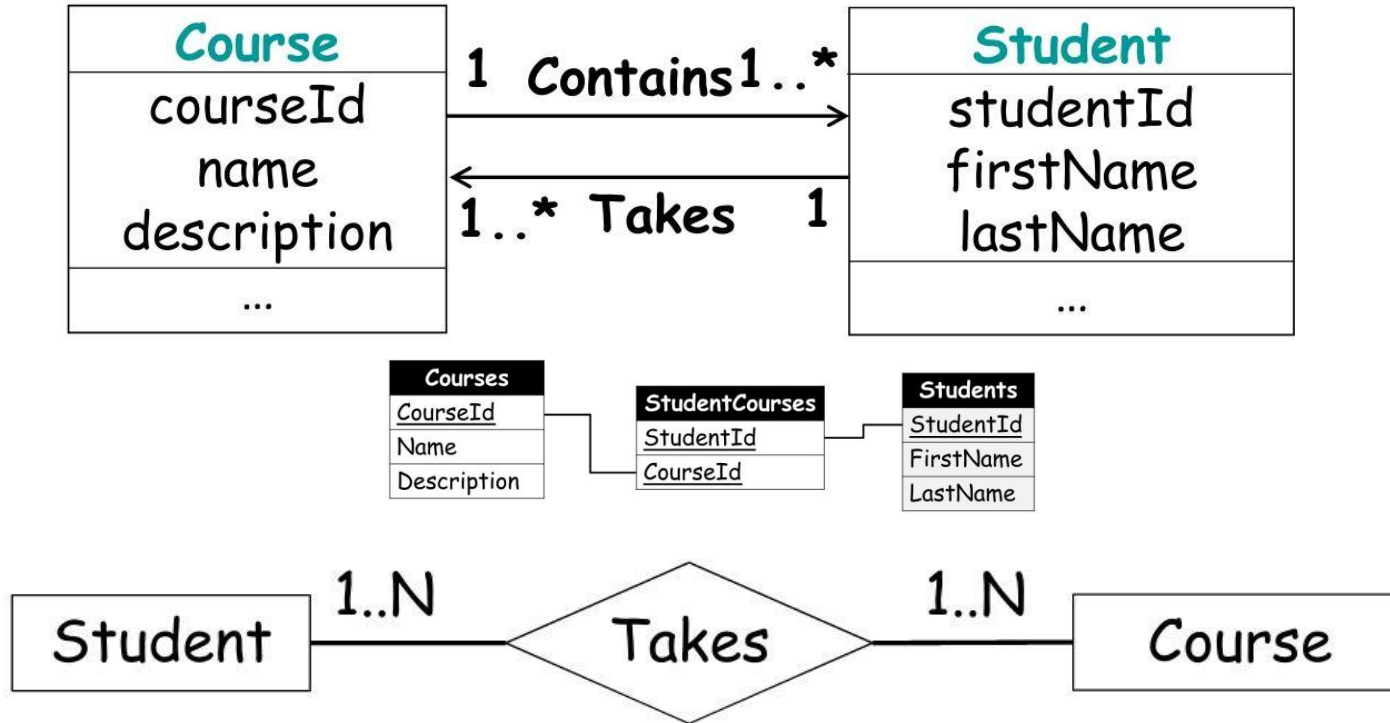 Course
courseId
name
description
...
1 Contains 1..*
1..* Takes 1
Student
studentId
firstName
lastName
...
Courses
CourseId
Name
Description
StudentCourses
StudentId
CourseId
Students
StudentId
FirstName
LastName
Student
1..N
Takes
1..N
Course